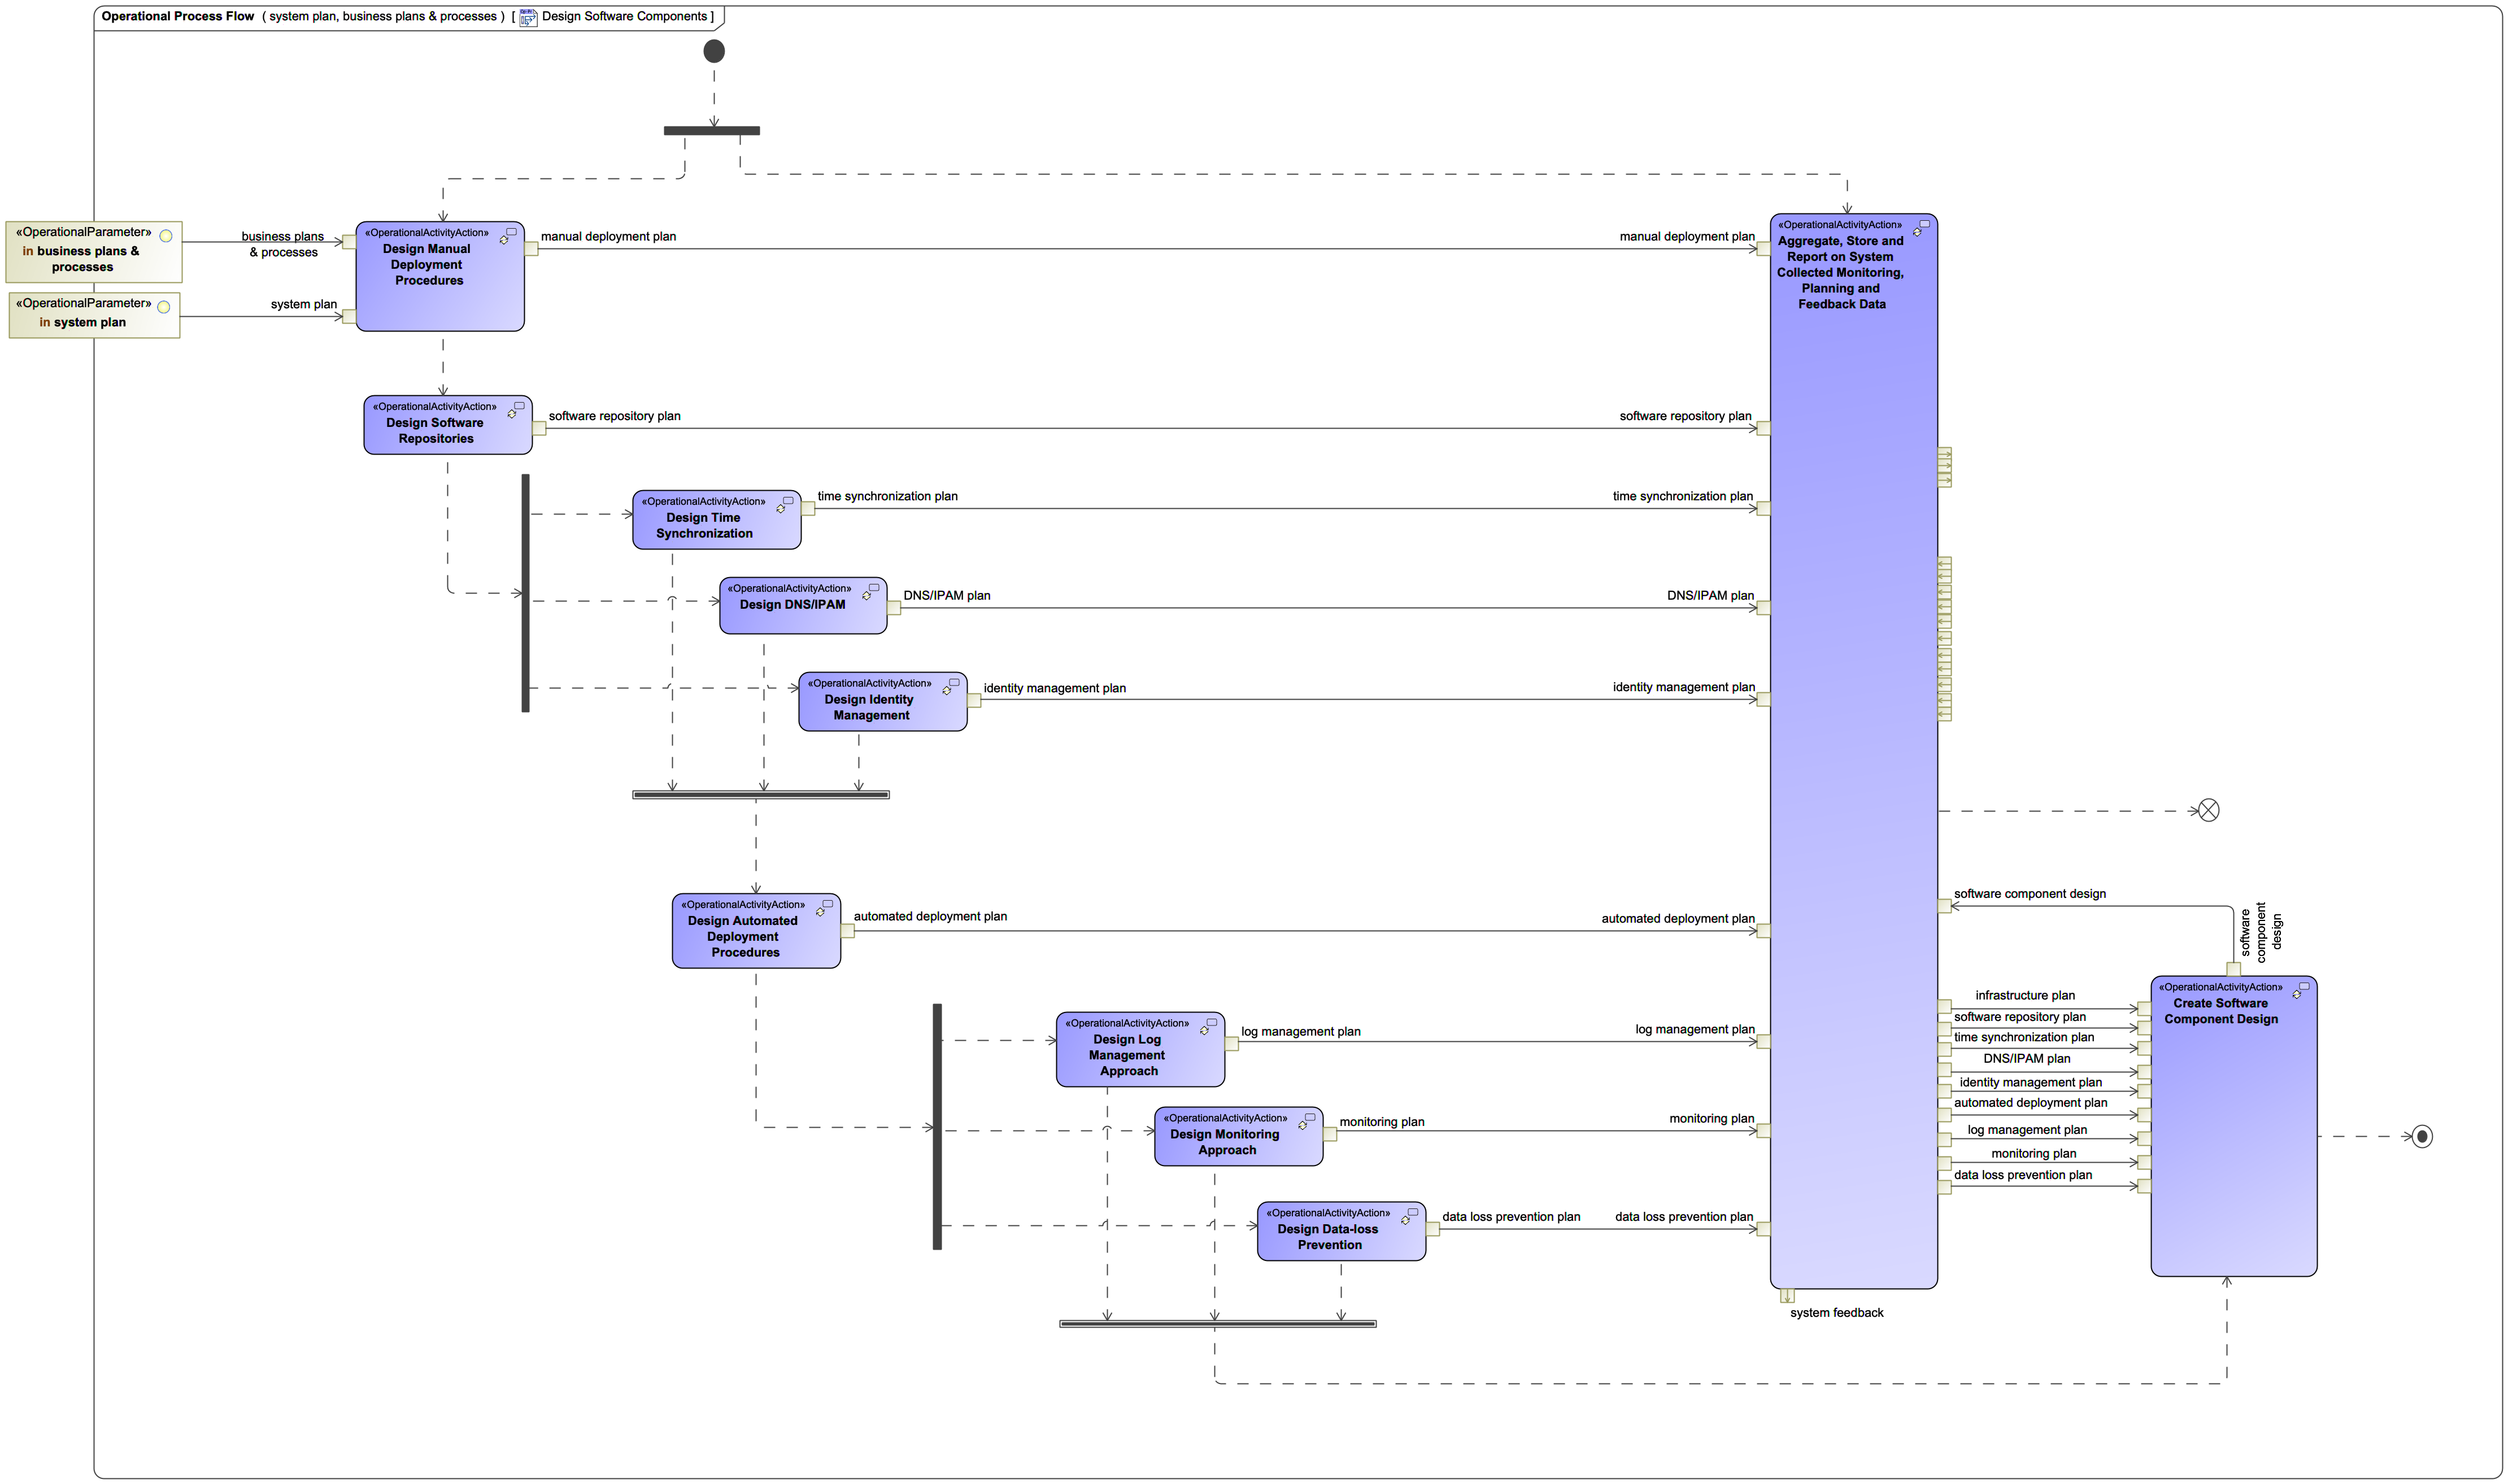 Operational Process Flow ( system plan, business plans & processes ) [ Design Software Components ]
«OperationalParameter»
in business plans &
processes
business plans
& processes
«OperationalParameter»
in system plan
system plan
«OperationalActivityAction»
Design Manual
Deployment
Procedures
manual deployment plan
manual deployment plan
«OperationalActivityAction»
Aggregate, Store and
Report on System
Collected Monitoring,
Planning and
Feedback Data
«OperationalActivityAction»
Design Software
Repositories
software repository plan
software repository plan
«OperationalActivityAction»
Design Time
Synchronization
time synchronization plan
time synchronization plan
«OperationalActivityAction»
Design DNS/IPAM
DNS/IPAM plan
DNS/IPAM plan
«OperationalActivityAction»
Design Identity
Management
identity management plan
identity management plan
«OperationalActivityAction»
Design Automated
Deployment
Procedures
automated deployment plan
automated deployment plan
software component design
software
component
design
«OperationalActivityAction»
Create Software
Component Design
infrastructure plan
software repository plan
time synchronization plan
DNS/IPAM plan
identity management plan
automated deployment plan
log management plan
monitoring plan
data loss prevention plan
«OperationalActivityAction»
Design Log
Management
Approach
log management plan
log management plan
«OperationalActivityAction»
Design Monitoring
Approach
monitoring plan
monitoring plan
«OperationalActivityAction»
Design Data-loss
Prevention
data loss prevention plan
data loss prevention plan
system feedback